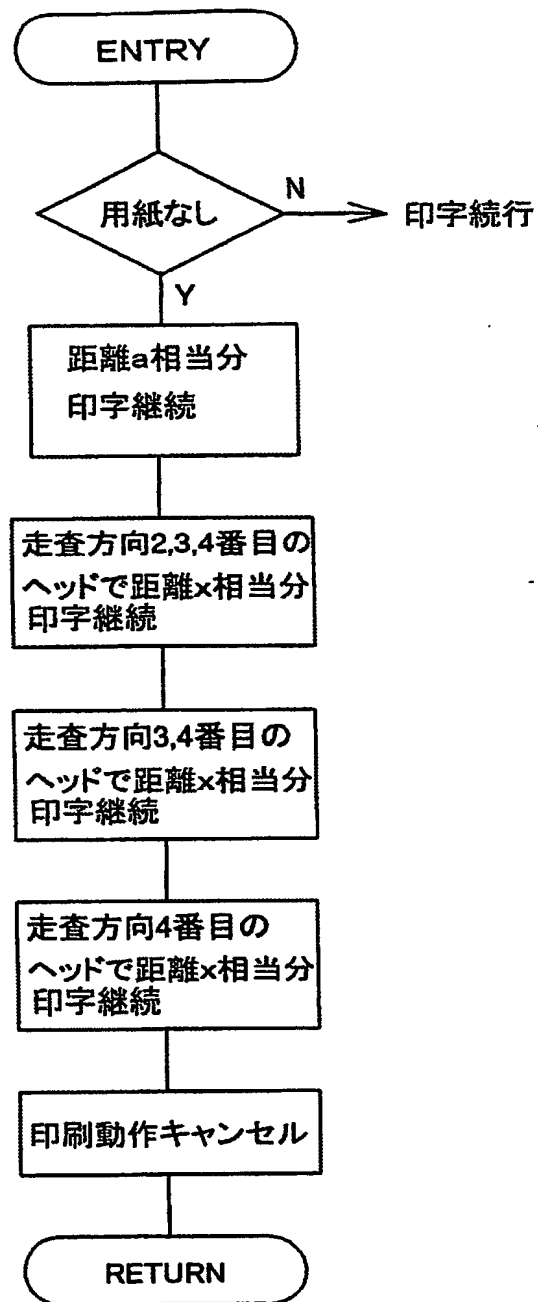 ENTRY
用紙なし
N
印字続行
Y
距離a相当分
印字継続
走査方向2,3,4番目の
ヘッドで距離x相当分
印字継続
走査方向3,4番目の
ヘッドで距離x相当分
印字継続
走査方向4番目の
ヘッドで距離x相当分
印字継続
印刷動作キャンセル
RETURN